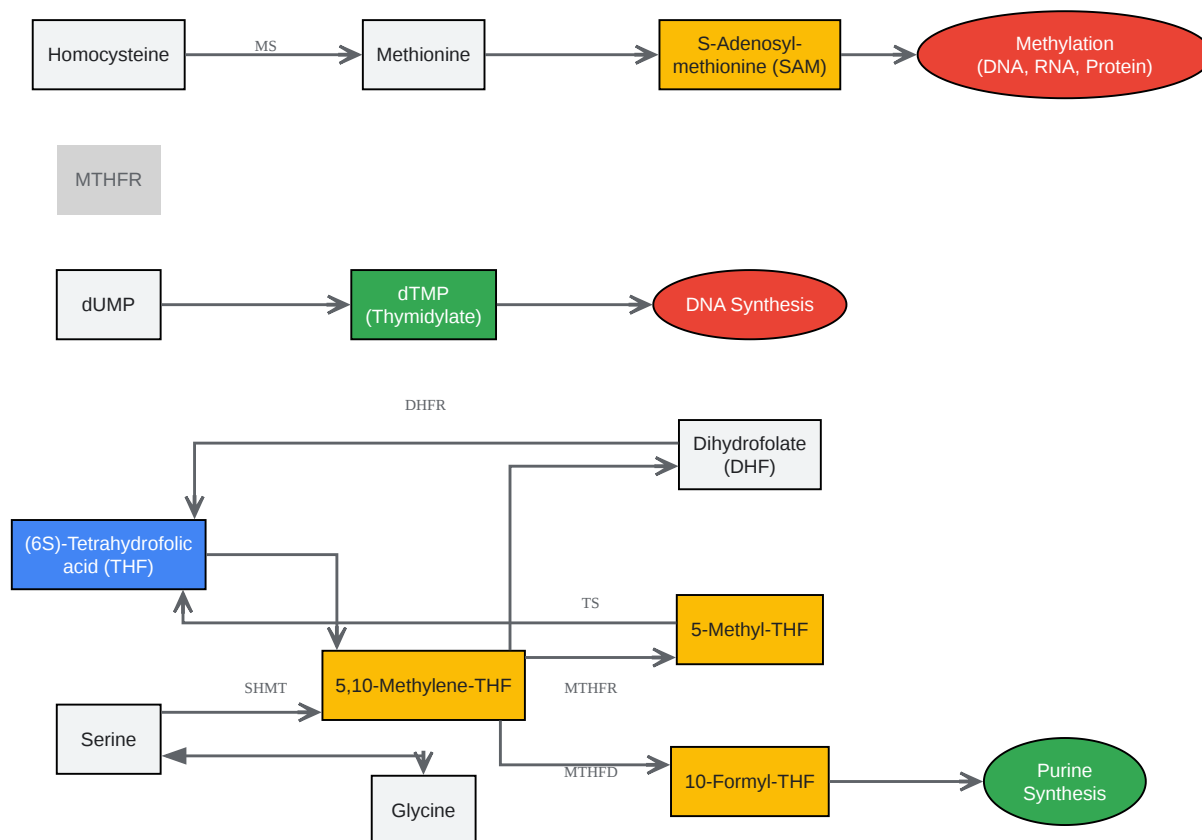 Homocysteine
MS
Methionine
S-Adenosyl-
methionine (SAM)
Methylation
(DNA, RNA, Protein)
MTHFR
dUMP
dTMP
(Thymidylate)
DNA Synthesis
DHFR
Dihydrofolate
(DHF)
(6S)-Tetrahydrofolic
acid (THF)
TS
5-Methyl-THF
5,10-Methylene-THF
SHMT
MTHFR
Serine
MTHFD
10-Formyl-THF
Purine
Synthesis
Glycine